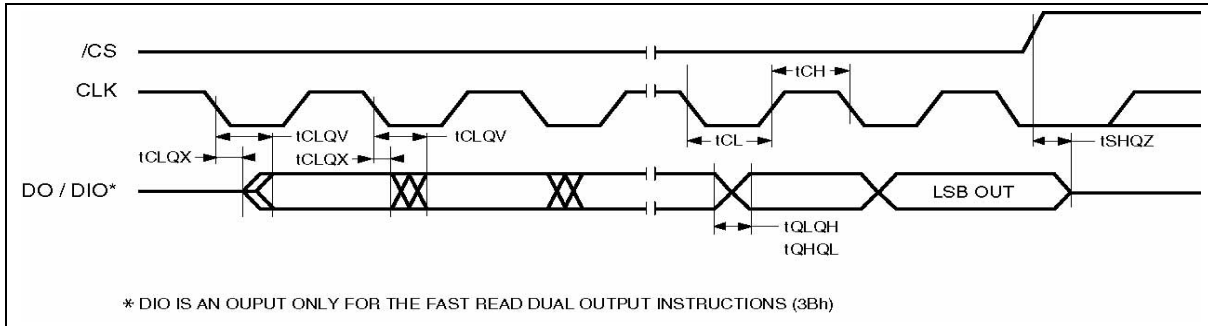 /CS
CLK
tCH
tCLQV
tCLQV
tCL
tSHQZ
tCLQX
tCLQX
DO / DIO*
LSB OUT
tQLQH
tQHQL
* DIO IS AN OUPUT ONLY FOR THE FAST READ DUAL OUTPUT INSTRUCTIONS (3Bh)